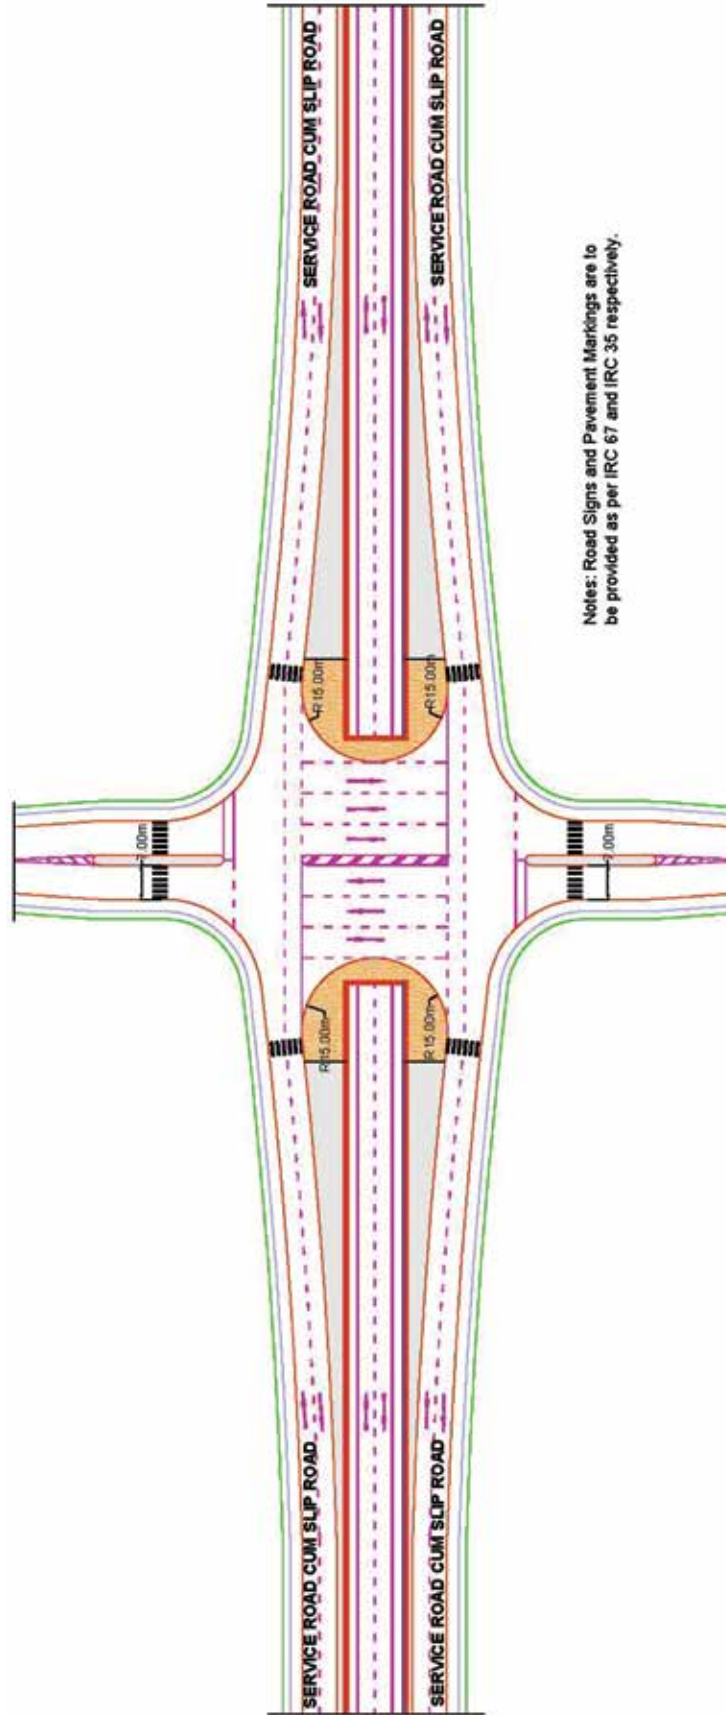 7.00m
SERVICE ROAD CUM SLIP ROAD
SERVICE ROAD CUM SLIP ROAD
R15.00m
R15.00m
R15.00m
R15.00m
SERVICE ROAD CUM SLIP ROAD
SERVICE ROAD CUM SLIP ROAD
7.00m
Notes: Road Signs and Pavement Markings are to
be provided as per IRC 67 and IRC 35 respectively.